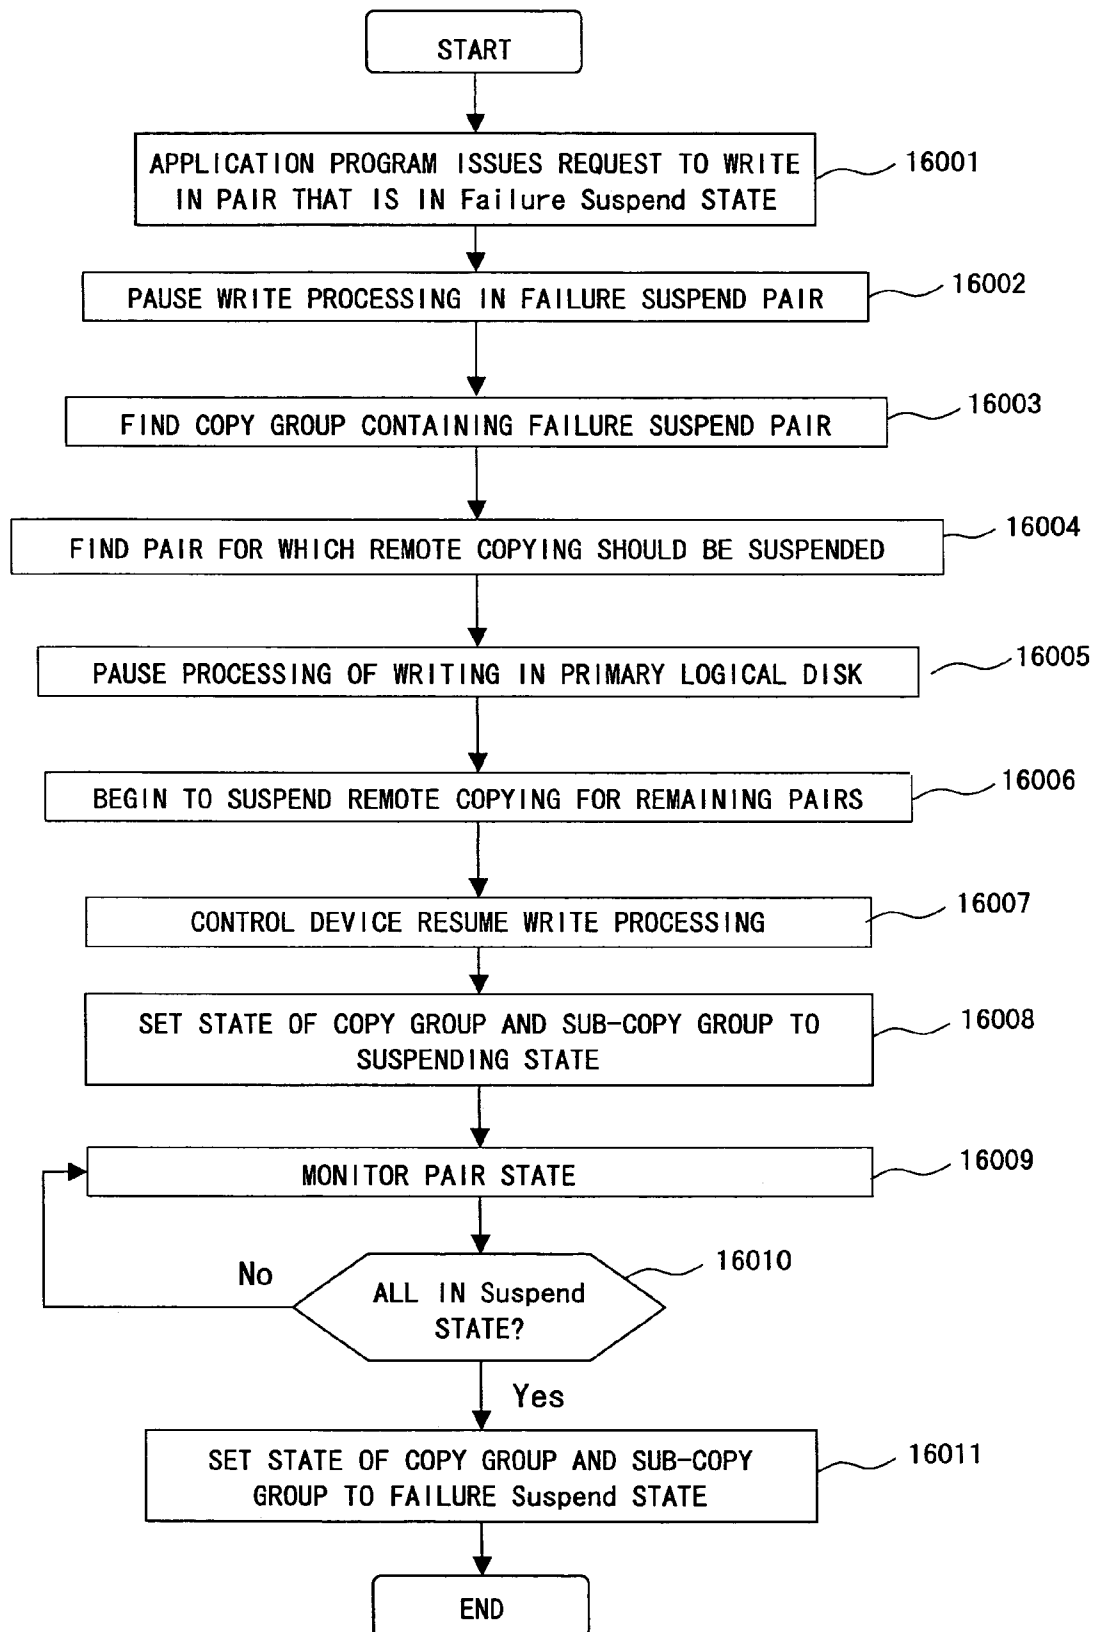 START
APPLICATION PROGRAM ISSUES REQUEST TO WRITE
IN PAIR THAT IS IN Failure Suspend STATE
16001
PAUSE WRITE PROCESSING IN FAILURE SUSPEND PAIR
16002
FIND COPY GROUP CONTAINING FAILURE SUSPEND PAIR
16003
FIND PAIR FOR WHICH REMOTE COPYING SHOULD BE SUSPENDED
16004
PAUSE PROCESSING OF WRITING IN PRIMARY LOGICAL DISK
16005
BEGIN TO SUSPEND REMOTE COPYING FOR REMAINING PAIRS
16006
CONTROL DEVICE RESUME WRITE PROCESSING
16007
SET STATE OF COPY GROUP AND SUB-COPY GROUP TO
SUSPENDING STATE
16008
MONITOR PAIR STATE
16009
No
ALL IN Suspend
STATE?
16010
Yes
SET STATE OF COPY GROUP AND SUB-COPY
GROUP TO FAILURE Suspend STATE
16011
END